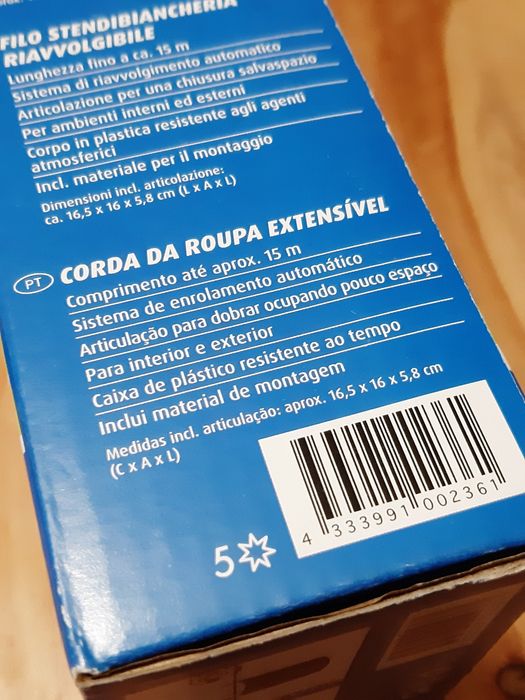 FILO STENDIBIANCHERIA
RIAVVOLGIBILE
Lunghezza fino a ca. 15 m
Sistema di riavvolgimento automatico
Articolazione per una chiusura salvaspazio
Per ambienti interni ed esterni
Corpo in plastica resistente agli agenti
atmosferici
Incl. materiale per il montaggio
Dimensioni incl. articolazione:
ca. 16,5 x 16 x 5,8 cm (L x A x L)
PT CORDA DA ROUPA EXTENSÍVEL
Comprimento até aprox. 15 m
Sistema de enrolamento automático
Articulação para dobrar ocupando pouco espaço
Para interior e exterior
Caixa de plástico resistente ao tempo
Inclui material de montagem
Medidas incl. articulação: aprox. 16,5 x 16 x 5,8 cm
(C x A x L)
4 333991 002361
5